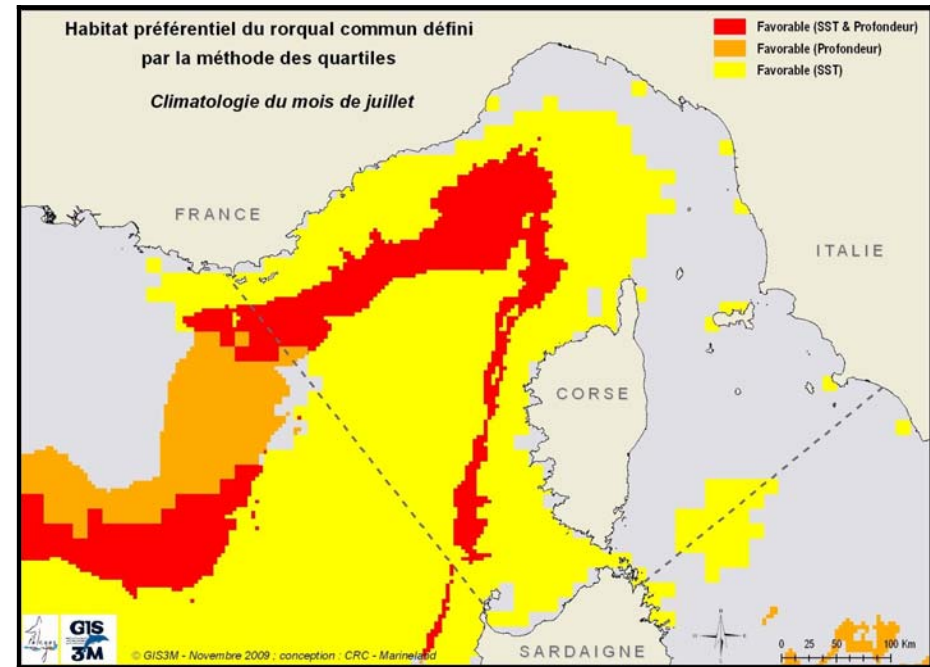 Habitat préférentiel du rorqual commun défini
par la méthode des quartiles
Climatologie du mois de juillet
Favorable (SST & Profondeur)
Favorable (Profondeur)
Favorable (SST)
FRANCE
ITALIE
CORSE
SARDAIGNE
GIS
3M
© GIS3M - Novembre 2009 ; conception : CRC - Marineland
N
0 25 50 100 Km